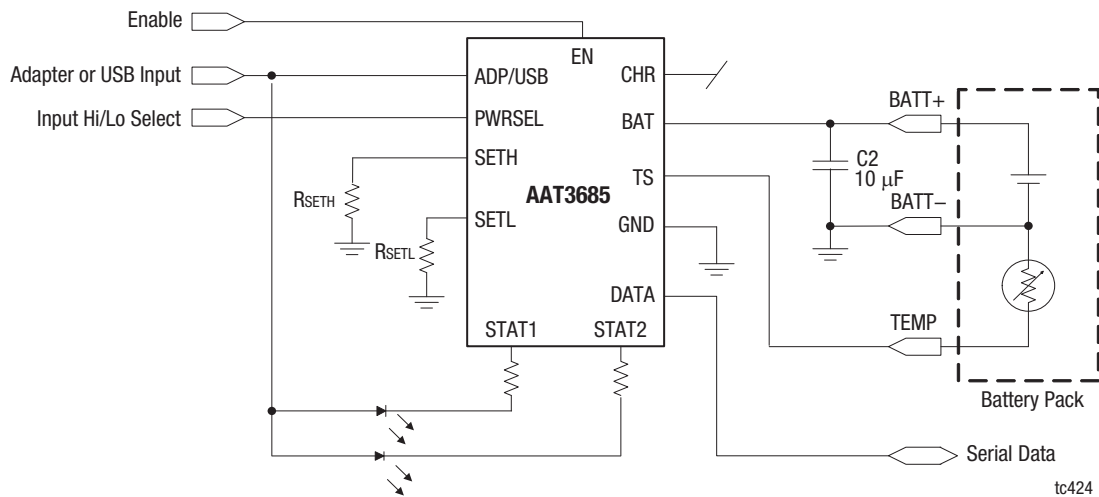 Enable
EN
Adapter or USB Input
ADP/USB
CHR
BATT+
Input Hi/Lo Select
PWRSEL
BAT
SETH
C2
10 μF
TS
RSETH
AAT3685
BATT–
SETL
GND
RSETL
DATA
TEMP
STAT1
STAT2
Battery Pack
Serial Data
tc424